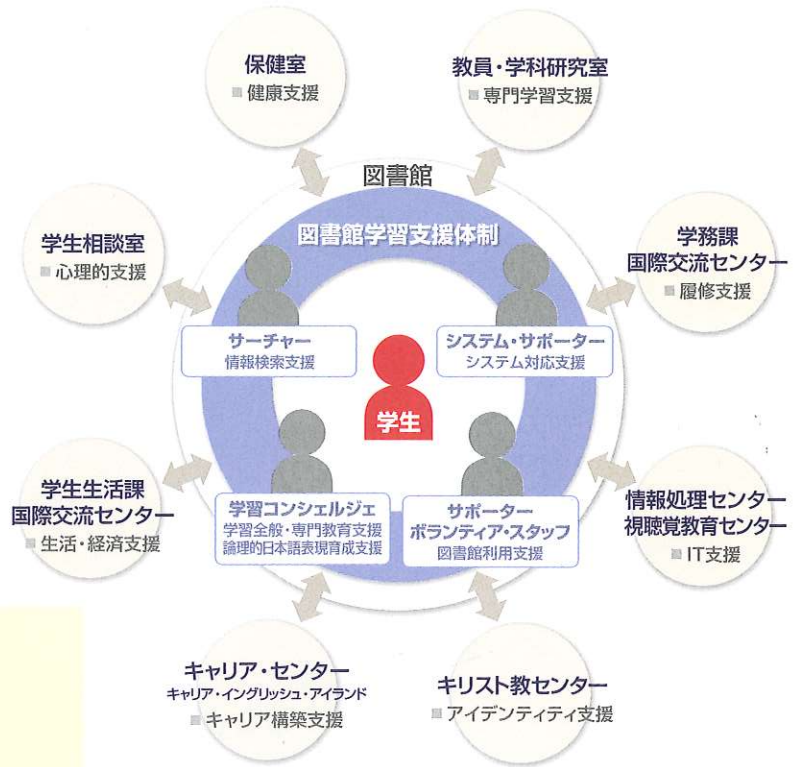 保健室
■健康支援
教員・学科研究室
■専門学習支援
図書館
図書館学習支援体制
学生相談室
■心理的支援
学務課
国際交流センター
■履修支援
サーチャー
情報検索支援
システム・サポーター
システム対応支援
学生
学生生活課
国際交流センター
■生活・経済支援
学習コンシェルジェ
学習全般・専門教育支援
論理的日本語表現育成支援
サポーター
ボランティア・スタッフ
図書館利用支援
情報処理センター
視聴覚教育センター
■IT支援
キャリア・センター
キャリア・イングリッシュ・アイランド
■キャリア構築支援
キリスト教センター
■アイデンティティ支援